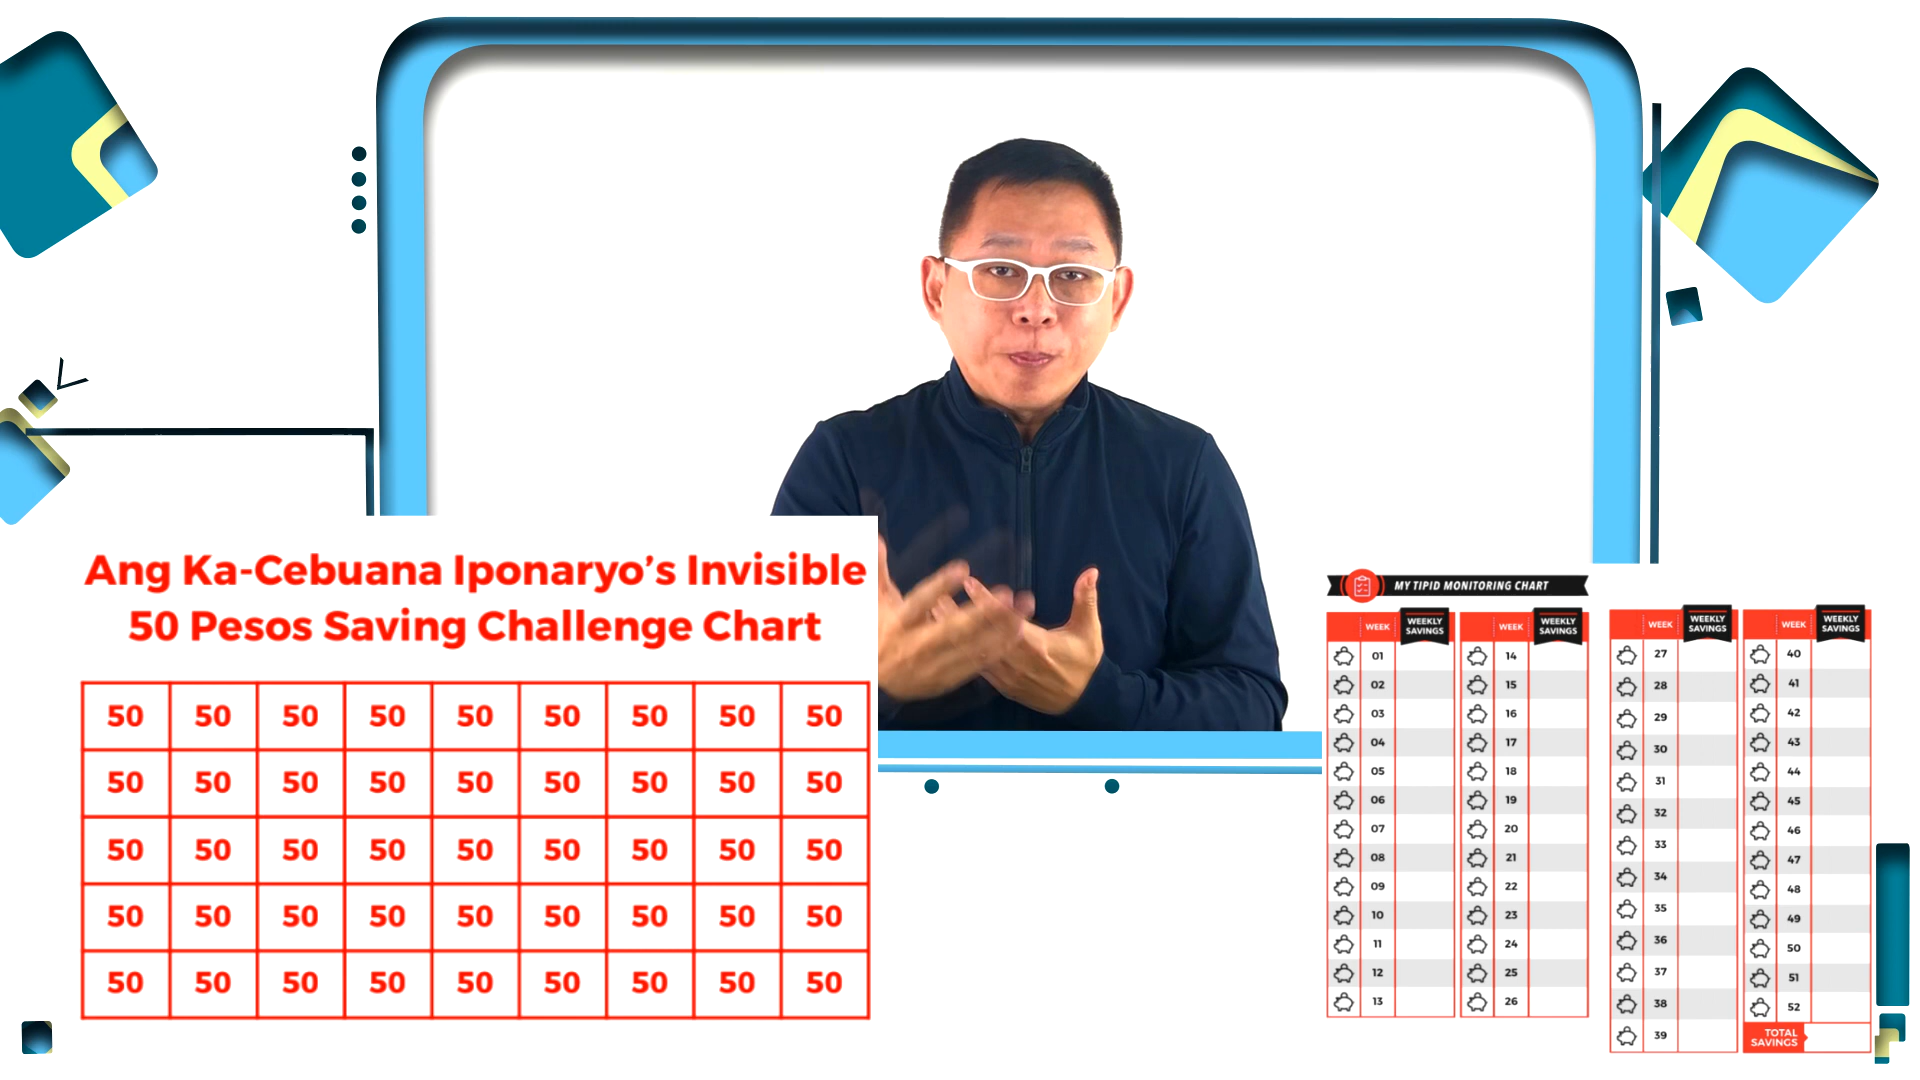 Ang Ka-Cebuana Iponaryo's Invisible
50 Pesos Saving Challenge Chart
50 50 50 50 50 50 50 50 50
50 50 50 50 50 50 50 50 50
50 50 50 50 50 50 50 50 50
50 50 50 50 50 50 50 50 50
50 50 50 50 50 50 50 50 50
MY TIPID MONITORING CHART
WEEK
WEEKLY
SAVINGS
01
02
03
04
05
06
07
08
09
10
11
12
13
WEEK
WEEKLY
SAVINGS
14
15
16
17
18
19
20
21
22
23
24
25
26
WEEK
WEEKLY
SAVINGS
27
28
29
30
31
32
33
34
35
36
37
38
39
WEEK
WEEKLY
SAVINGS
40
41
42
43
44
45
46
47
48
49
50
51
52
TOTAL
SAVINGS